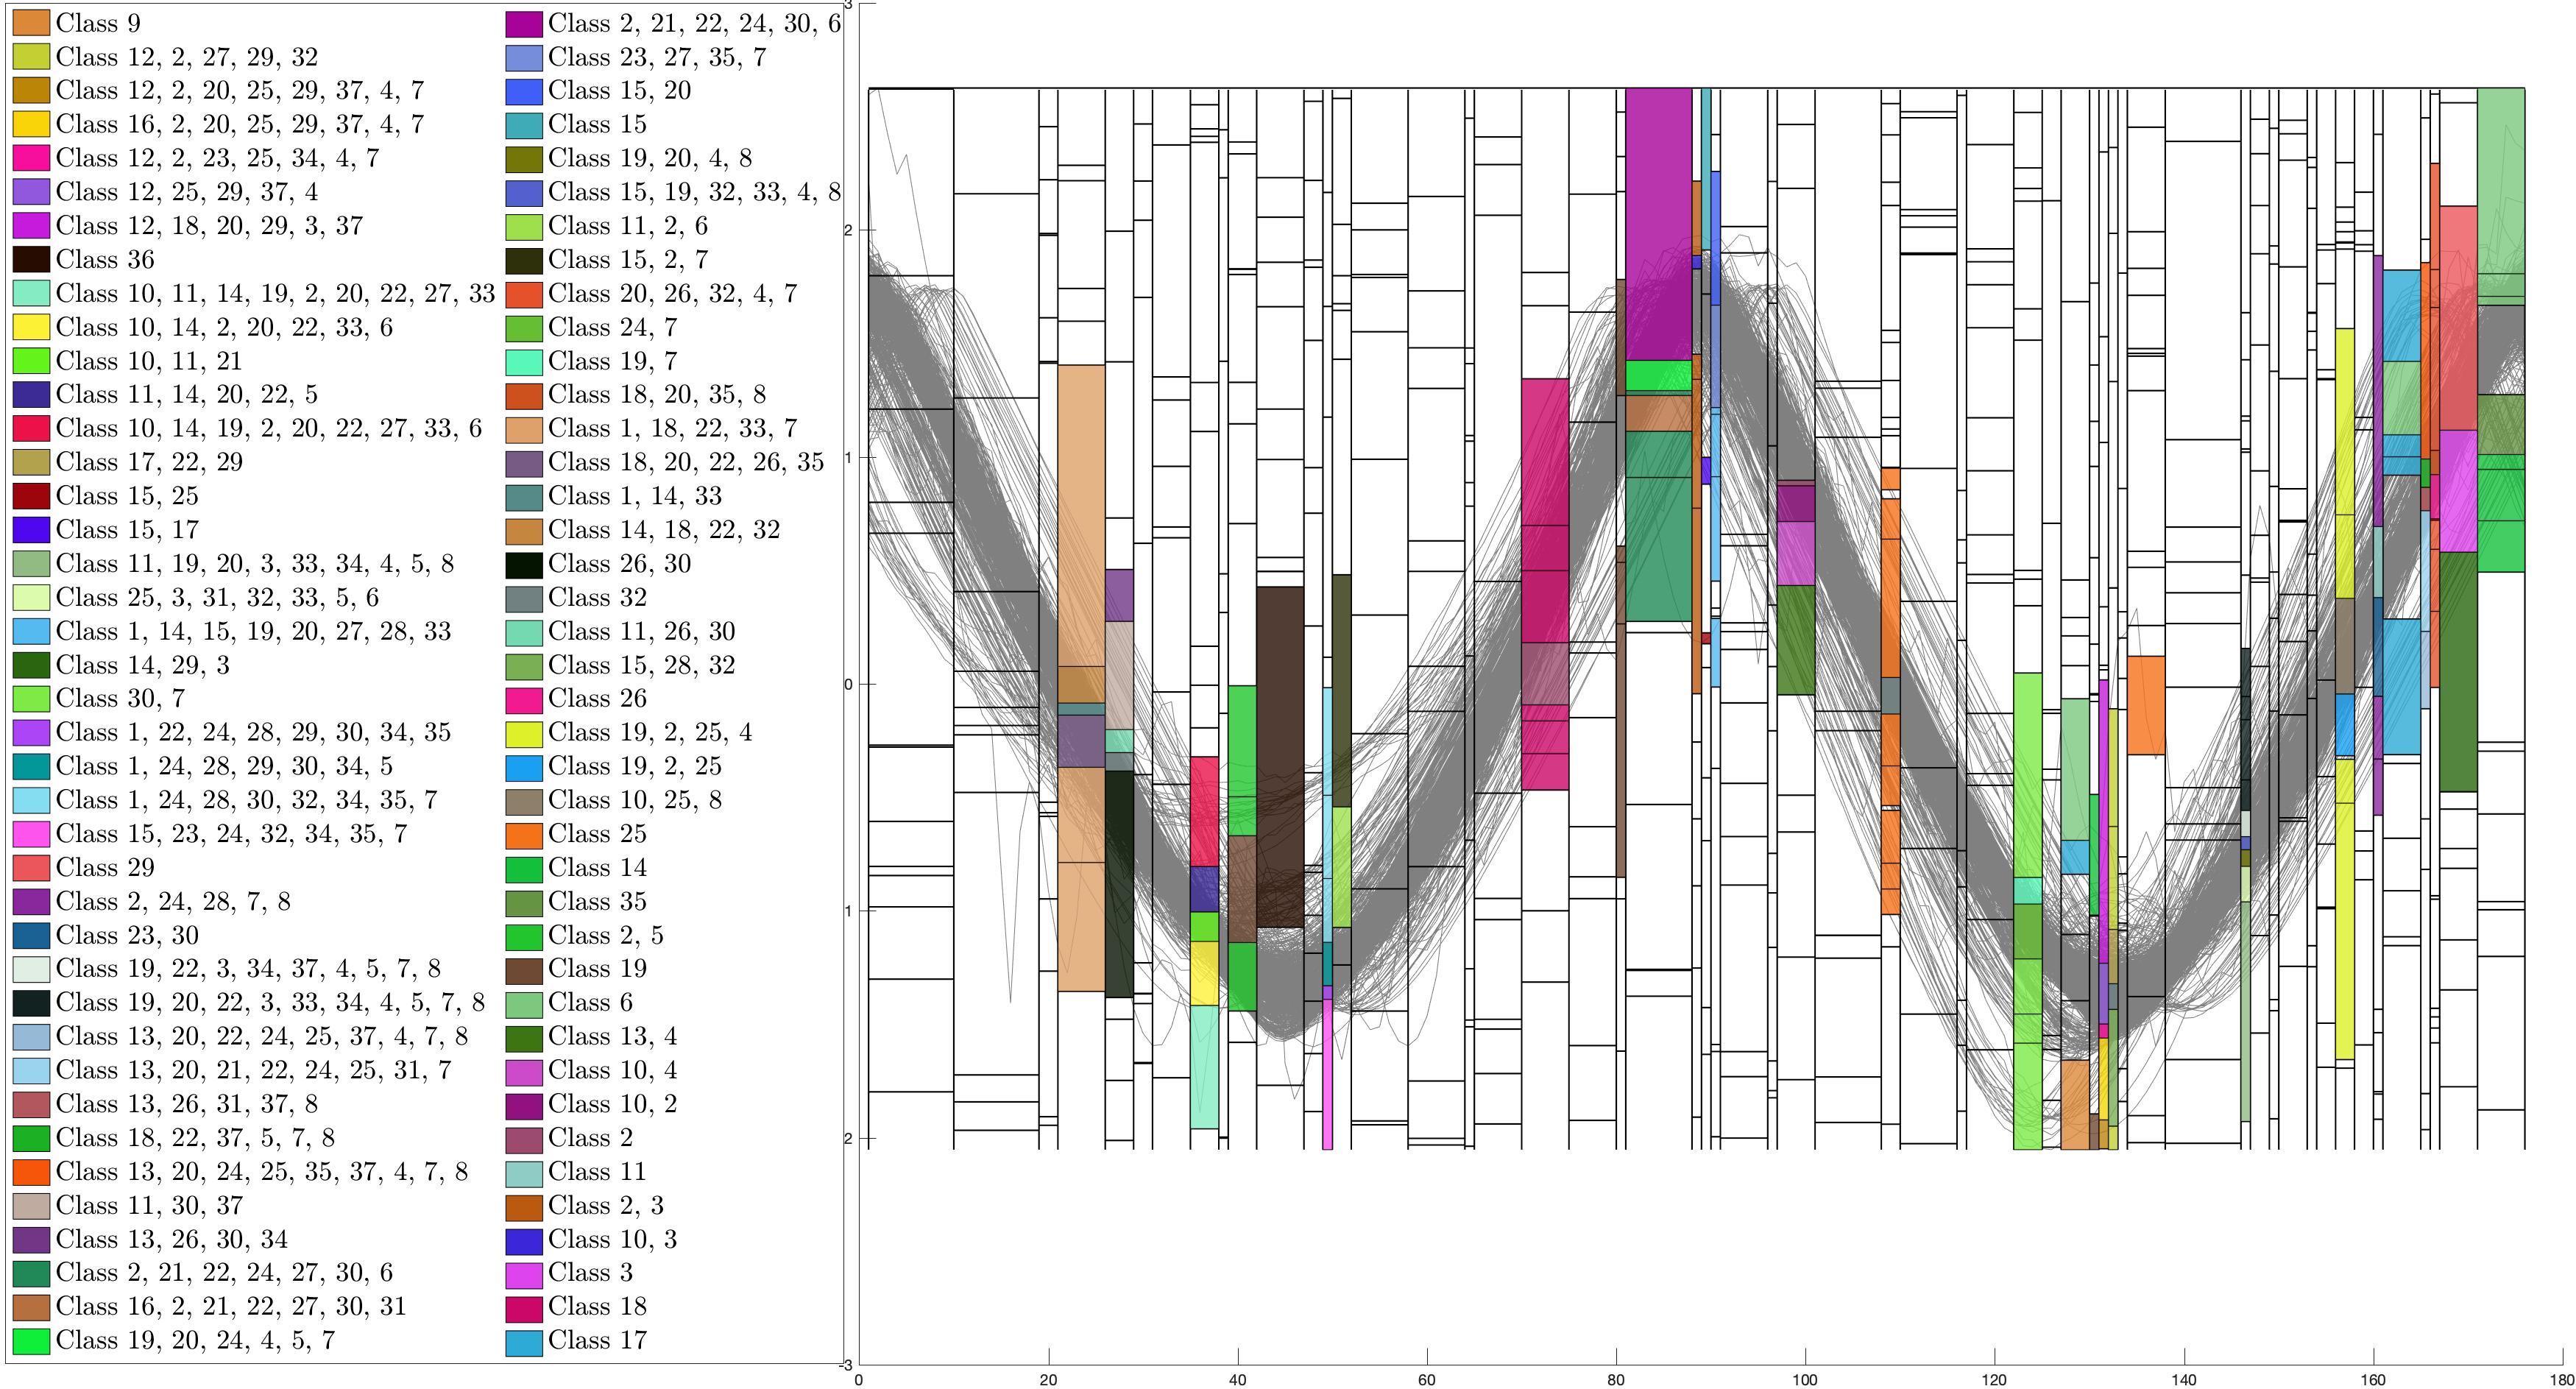 Class 9
Class 12, 2, 27, 29, 32
Class 12, 2, 20, 25, 29, 37, 4, 7
Class 16, 2, 20, 25, 29, 37, 4, 7
Class 12, 2, 23, 25, 34, 4, 7
Class 12, 25, 29, 37, 4
Class 12, 18, 20, 29, 3, 37
Class 36
Class 10, 11, 14, 19, 2, 20, 22, 27, 33
Class 10, 14, 2, 20, 22, 33, 6
Class 10, 11, 21
Class 11, 14, 20, 22, 5
Class 10, 14, 19, 2, 20, 22, 27, 33, 6
Class 17, 22, 29
Class 15, 25
Class 15, 17
Class 11, 19, 20, 3, 33, 34, 4, 5, 8
Class 25, 3, 31, 32, 33, 5, 6
Class 1, 14, 15, 19, 20, 27, 28, 33
Class 14, 29, 3
Class 30, 7
Class 1, 22, 24, 28, 29, 30, 34, 35
Class 1, 24, 28, 29, 30, 34, 5
Class 1, 24, 28, 30, 32, 34, 35, 7
Class 15, 23, 24, 32, 34, 35, 7
Class 29
Class 2, 24, 28, 7, 8
Class 23, 30
Class 19, 22, 3, 34, 37, 4, 5, 7, 8
Class 19, 20, 22, 3, 33, 34, 4, 5, 7, 8
Class 13, 20, 22, 24, 25, 37, 4, 7, 8
Class 13, 20, 21, 22, 24, 25, 31, 7
Class 13, 26, 31, 37, 8
Class 18, 22, 37, 5, 7, 8
Class 13, 20, 24, 25, 35, 37, 4, 7, 8
Class 11, 30, 37
Class 13, 26, 30, 34
Class 2, 21, 22, 24, 27, 30, 6
Class 16, 2, 21, 22, 27, 30, 31
Class 19, 20, 24, 4, 5, 7
Class 2, 21, 22, 24, 30, 6
Class 23, 27, 35, 7
Class 15, 20
Class 15
Class 19, 20, 4, 8
Class 15, 19, 32, 33, 4, 8
Class 11, 2, 6
Class 15, 2, 7
Class 20, 26, 32, 4, 7
Class 24, 7
Class 19, 7
Class 18, 20, 35, 8
Class 1, 18, 22, 33, 7
Class 18, 20, 22, 26, 35
Class 1, 14, 33
Class 14, 18, 22, 32
Class 26, 30
Class 32
Class 11, 26, 30
Class 15, 28, 32
Class 26
Class 19, 2, 25, 4
Class 19, 2, 25
Class 10, 25, 8
Class 25
Class 14
Class 35
Class 2, 5
Class 19
Class 6
Class 13, 4
Class 10, 4
Class 10, 2
Class 2
Class 11
Class 2, 3
Class 10, 3
Class 3
Class 18
Class 17
3
2
1
0
1
2
-3
0 20 40 60 80 100 120 140 160 180